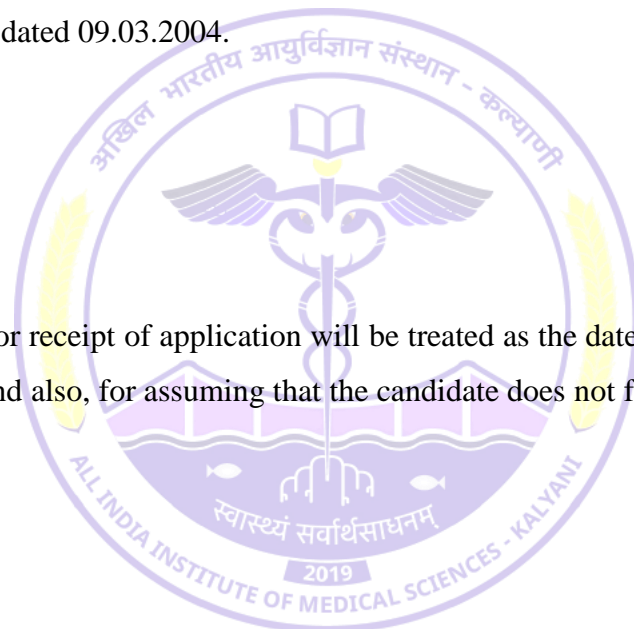 dated 09.03.2004.
अखिल भारतीय आयुर्विज्ञान संस्थान - कल्याणी
or receipt of application will be treated as the date
nd also, for assuming that the candidate does not f
स्वास्थ्यं सर्वार्थसाधनम्
2019
ALL INDIA INSTITUTE OF MEDICAL SCIENCES - KALYANI